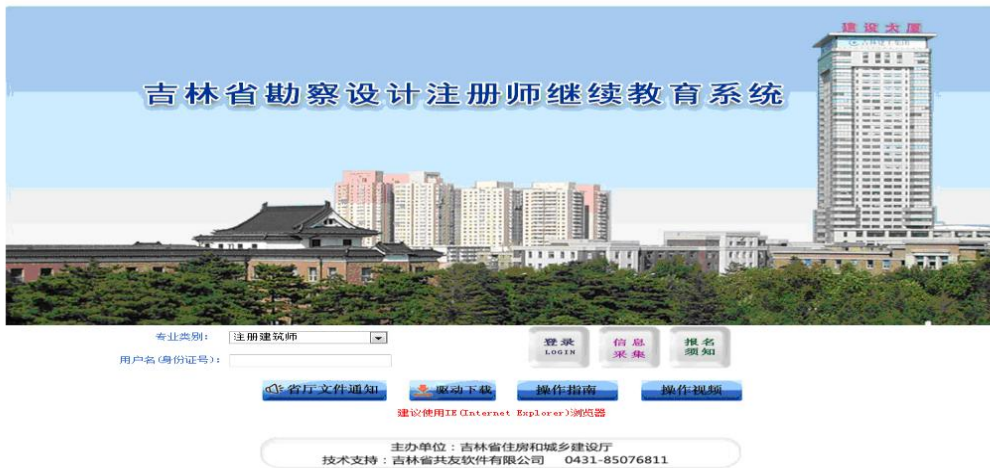 建设大厦
吉林省勘察设计注册师继续教育系统
专业类别： 注册建筑师
登录 LOGIN
信息采集
报名须知
用户名(身份证号)：
省厅文件通知 驱动下载 操作指南 操作视频
建议使用IE(Internet Explorer)浏览器
主办单位：吉林省住房和城乡建设厅
技术支持：吉林省共友软件有限公司 0431-85076811